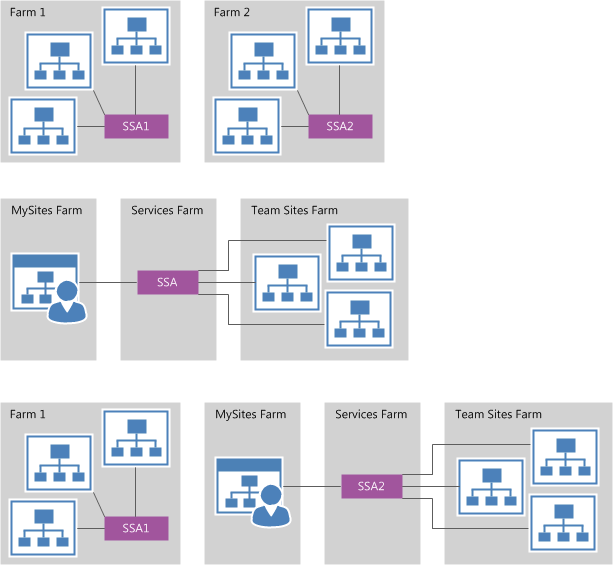 Farm 1
SSA1
Farm 2
SSA2
MySites Farm
Services Farm
Team Sites Farm
SSA
Farm 1
SSA1
MySites Farm
Services Farm
Team Sites Farm
SSA2